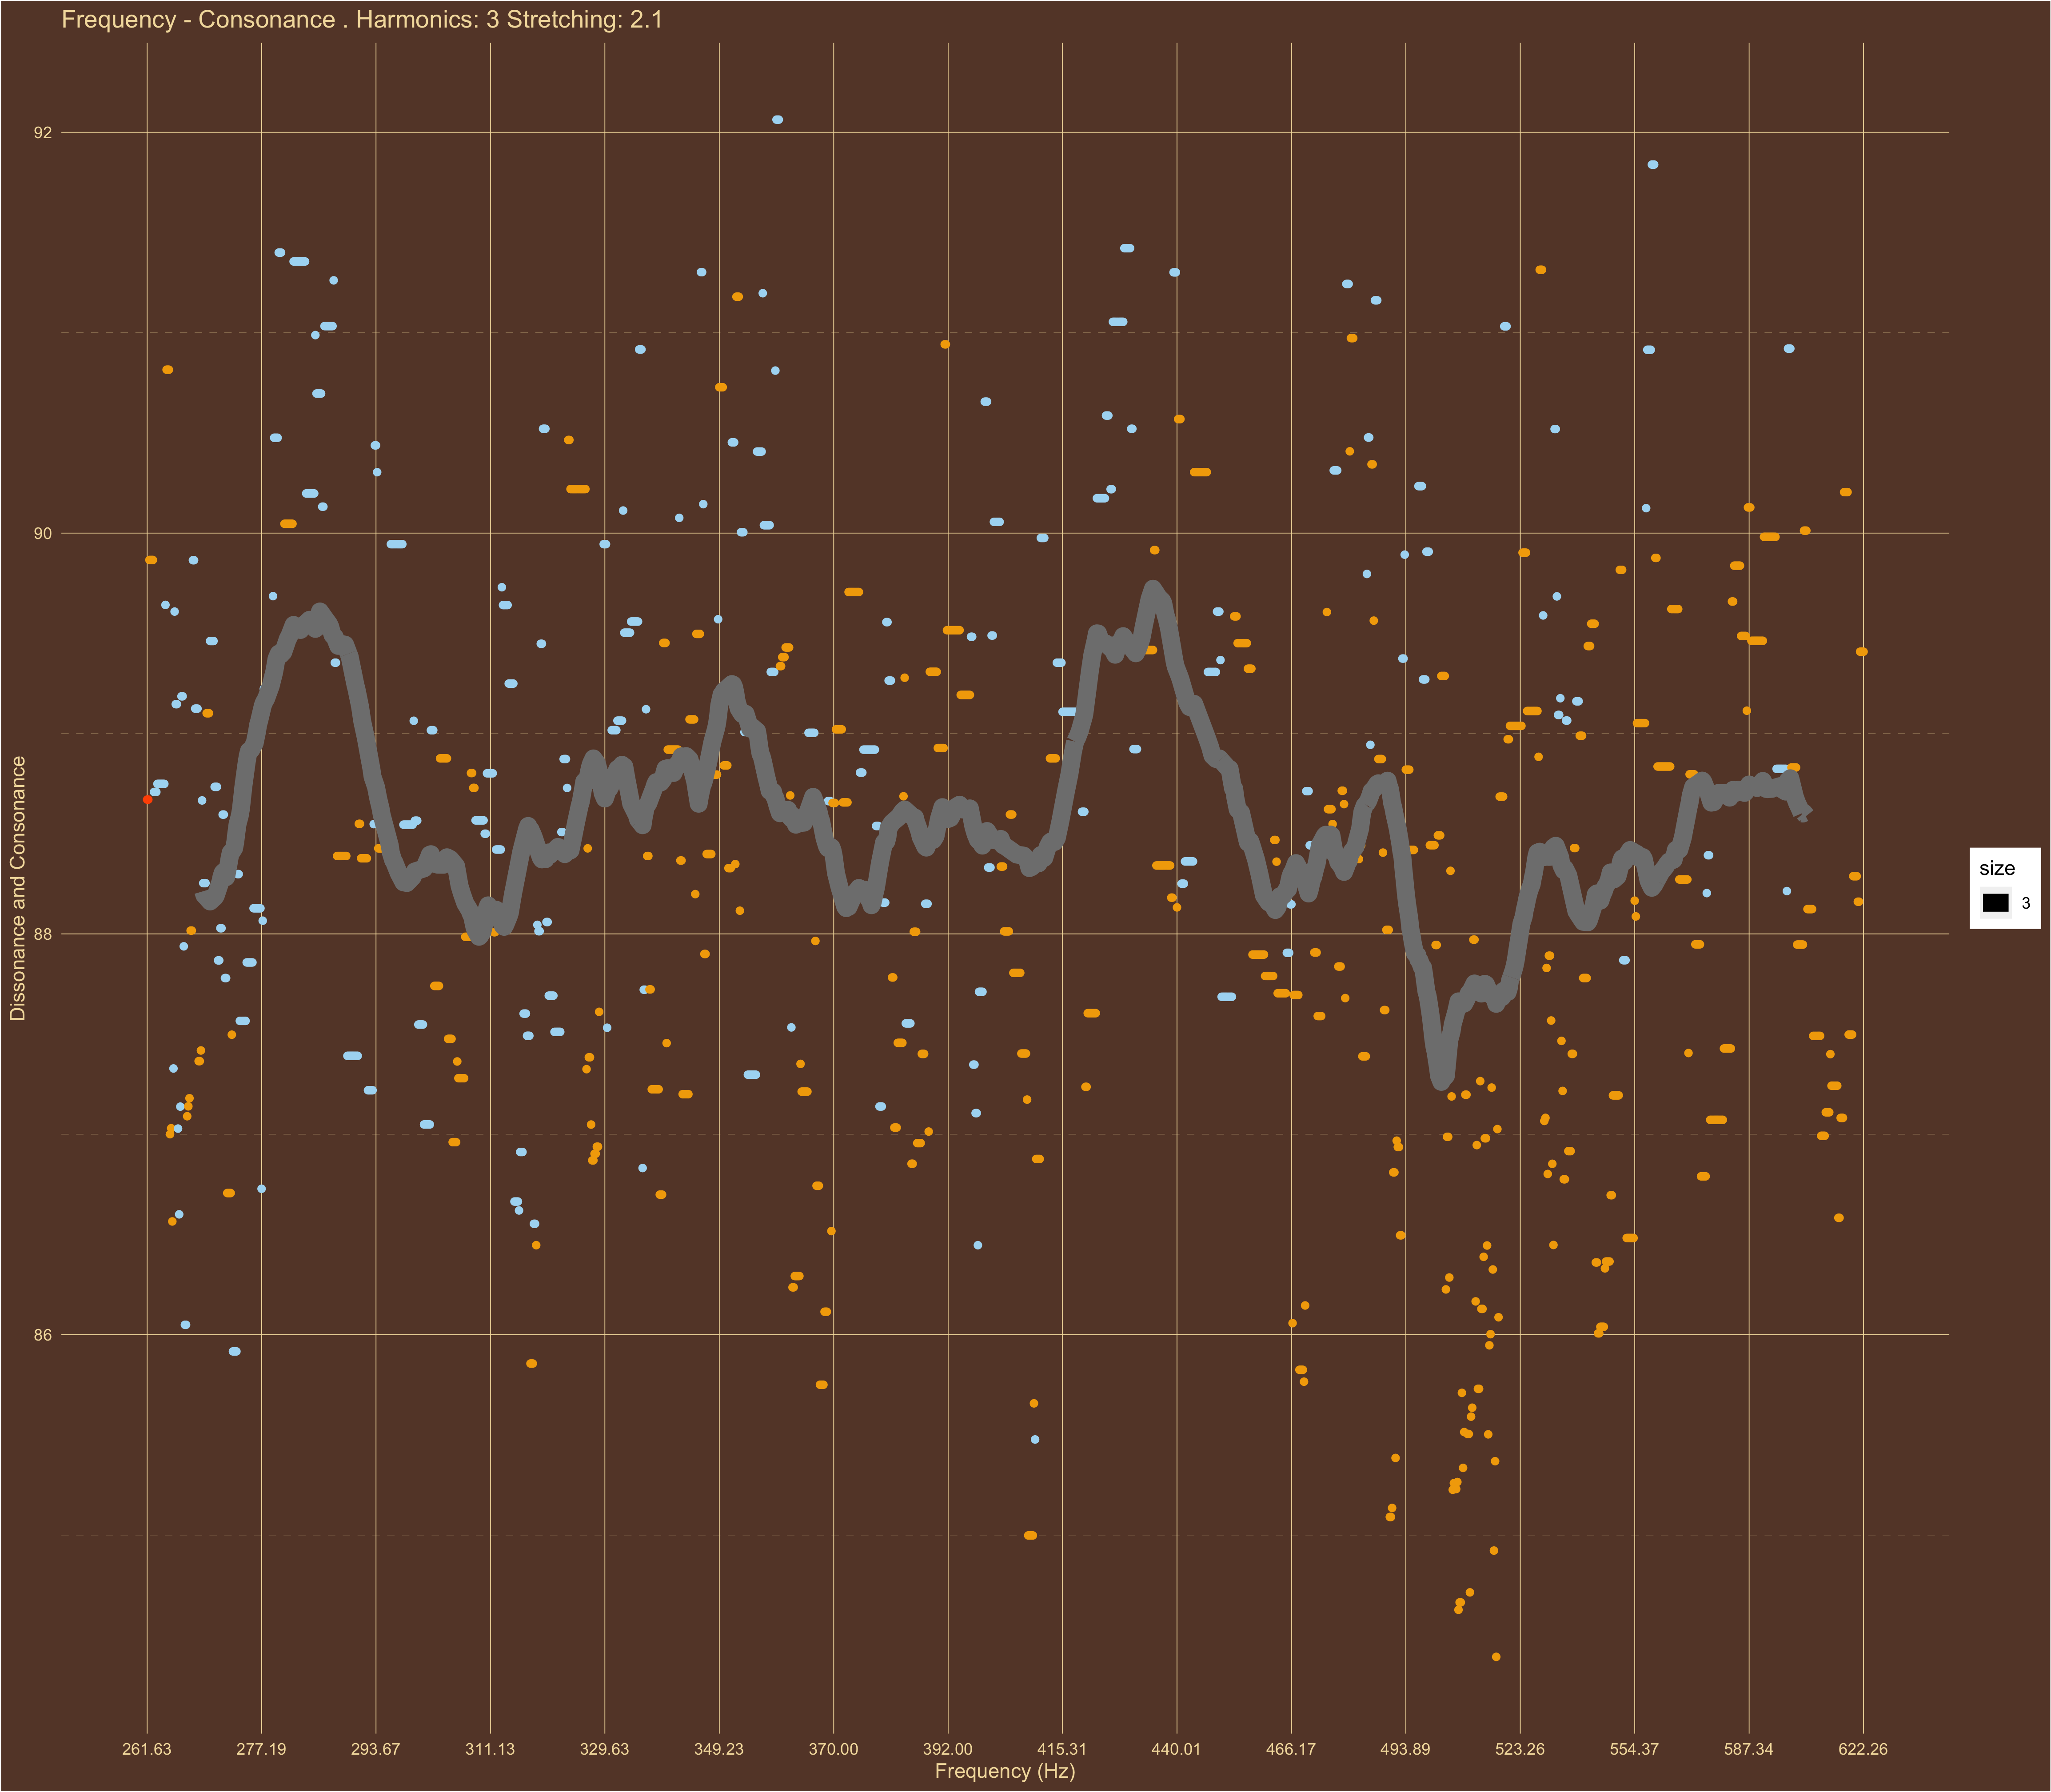 Frequency - Consonance . Harmonics: 3 Stretching: 2.1
92
90
88
86
Dissonance and Consonance
261.63 277.19 293.67 311.13 329.63 349.23 370.00 392.00 415.31 440.01 466.17 493.89 523.26 554.37 587.34 622.26
Frequency (Hz)
size
3